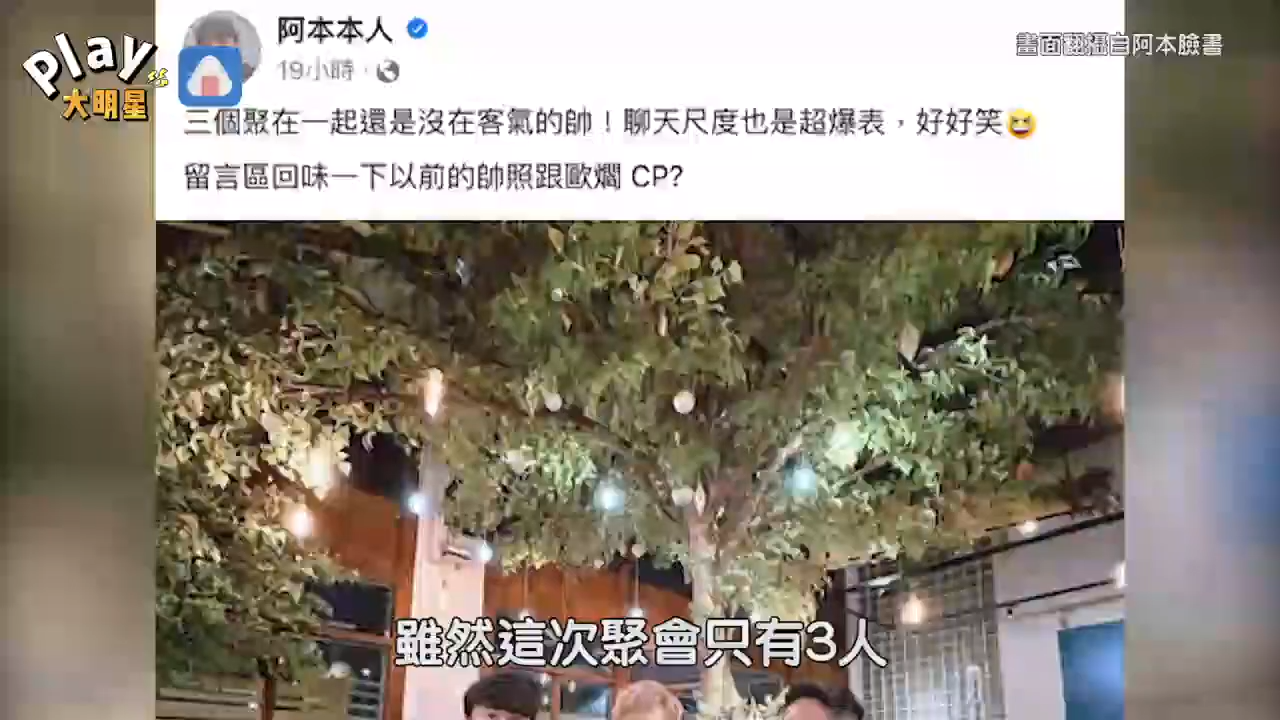 Play
大明星
阿本本人
19小時
畫面翻攝自阿本臉書
三個聚在一起還是沒在客氣的帥！聊天尺度也是超爆表，好好笑😆
留言區回味一下以前的帥照跟歐爛 CP?
雖然這次聚會只有3人